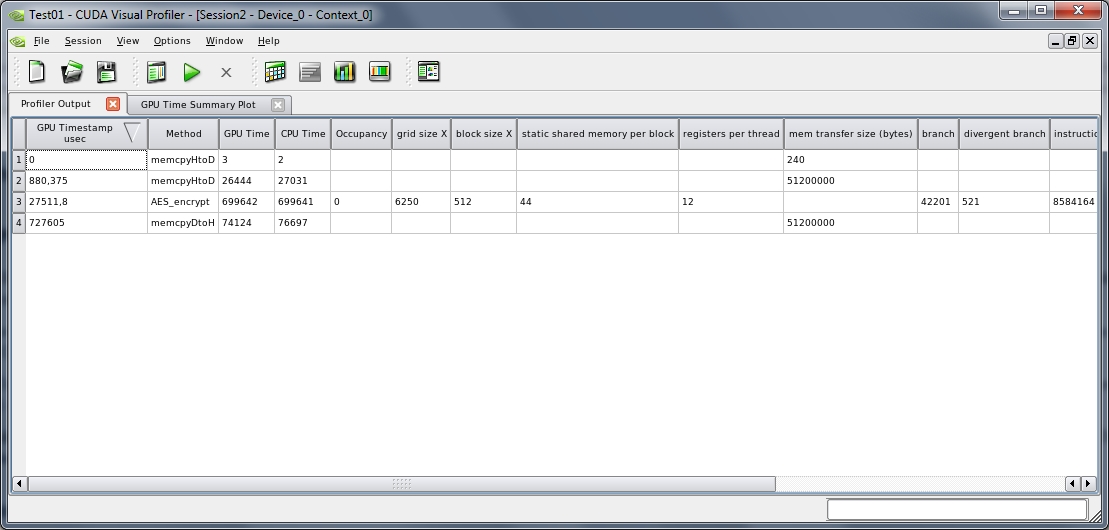 Test01 - CUDA Visual Profiler - [Session2 - Device_0 - Context_0]
File Session View Options Window Help
Profiler Output GPU Time Summary Plot
GPU Timestamp usec Method GPU Time CPU Time Occupancy grid size X block size X static shared memory per block registers per thread mem transfer size (bytes) branch divergent branch instructio
1 0 memcpyHtoD 3 2 240
2 880,375 memcpyHtoD 26444 27031 51200000
3 27511,8 AES_encrypt 699642 699641 0 6250 512 44 12 42201 521 8584164
4 727605 memcpyDtoH 74124 76697 51200000